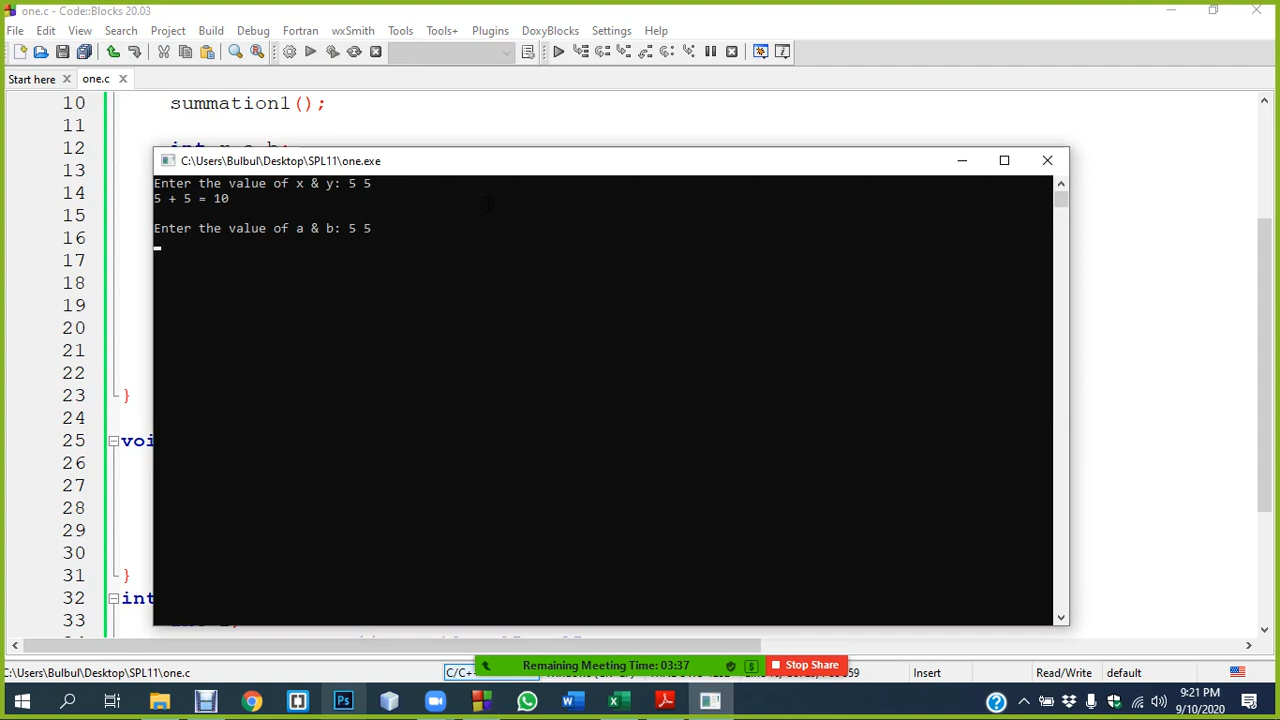 one.c - Code::Blocks 20.03
File Edit View Search Project Build Debug Fortran wxSmith Tools Tools+ Plugins DoxyBlocks Settings Help
Start here
one.c
10 summation1();
11
12
13
14
15
16
17
18
19
20
21
22
23 }
24
25 voi
26
27
28
29
30
31 }
32 int
33
C:\Users\Bulbul\Desktop\SPL11\one.exe
Enter the value of x & y: 5 5
5 + 5 = 10
Enter the value of a & b: 5 5
C:\Users\Bulbul\Desktop\SPL11\one.c C/C+ Insert Read/Write default
Remaining Meeting Time: 03:37 Stop Share
9:21 PM
9/10/2020